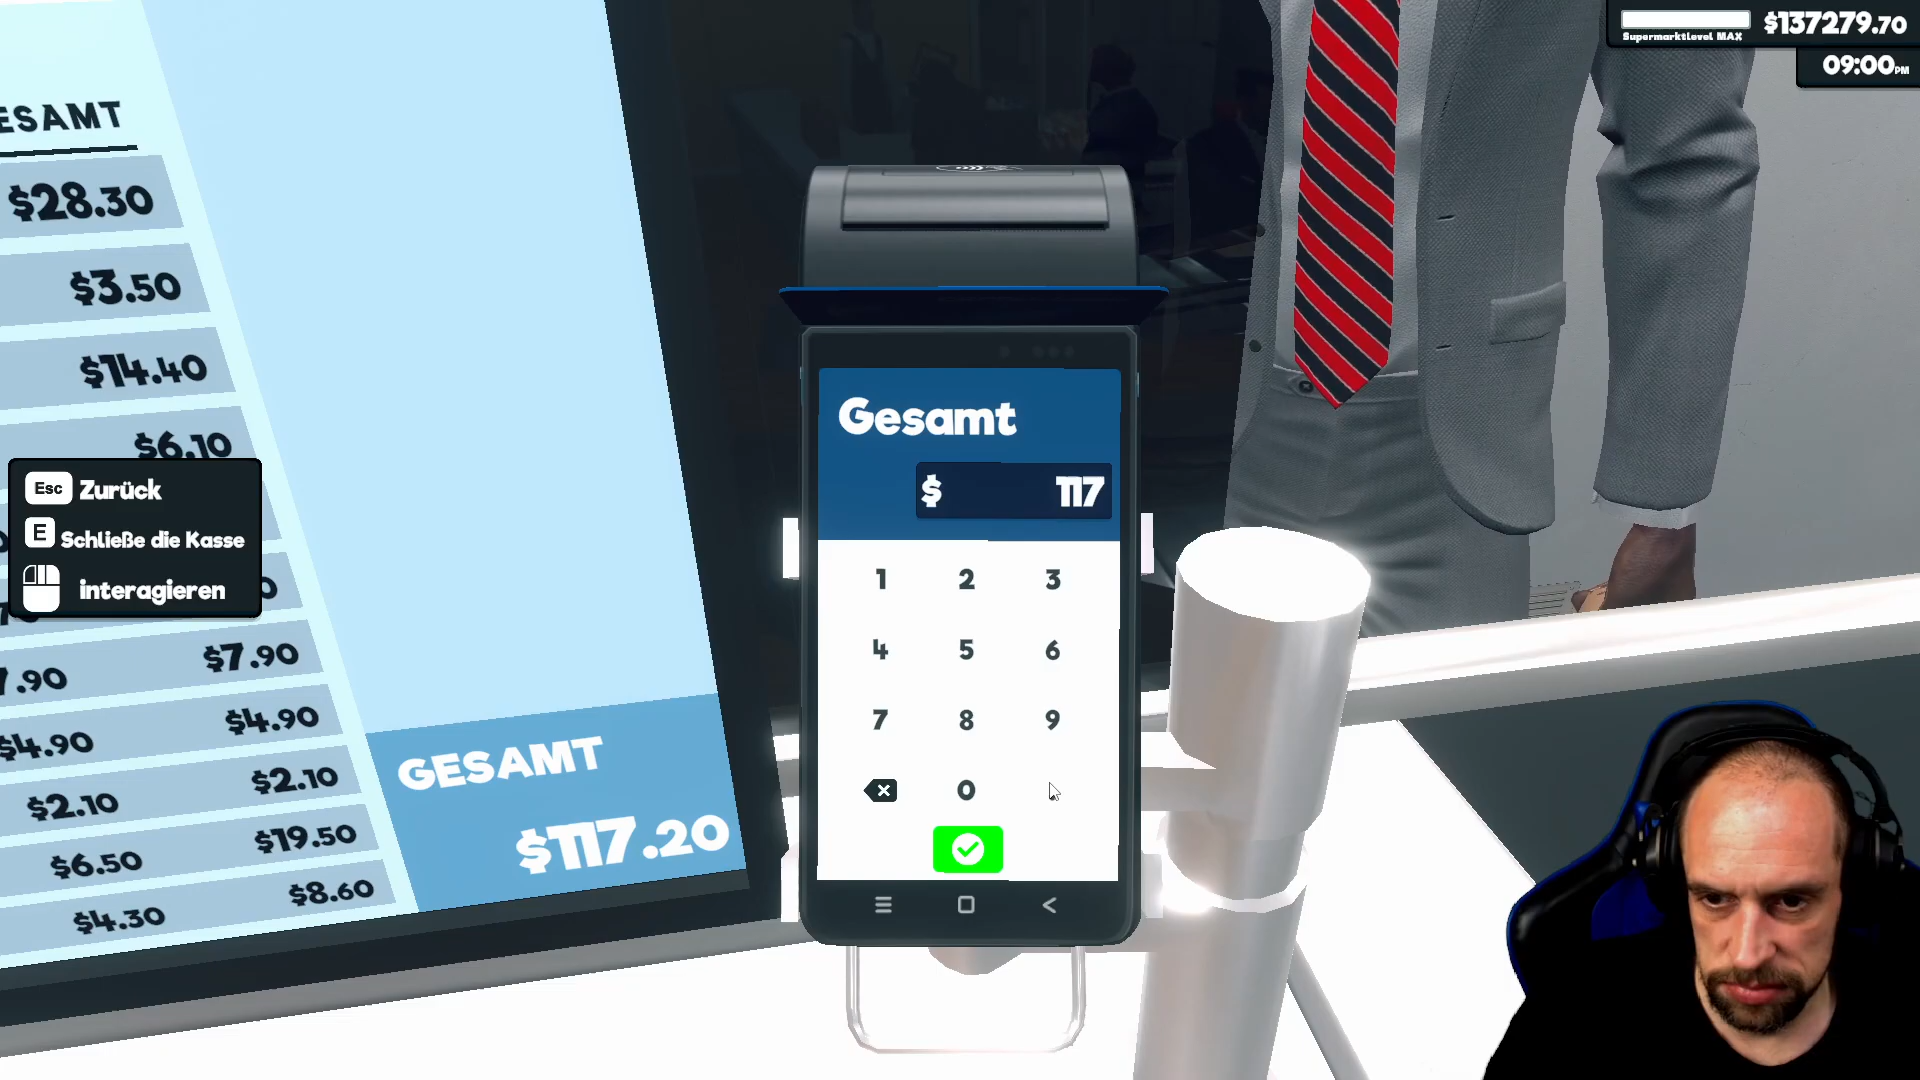 $137279.70
Supermarktlevel MAX
09:00PM
ESAMT
$28.30
$3.50
$14.40
$6.10
Esc Zurück
E Schließe die Kasse
interagieren
7.90 $7.90
$4.90 $4.90
$2.10 $2.10
$6.50 $19.50
$4.30 $8.60
GESAMT
$117.20
Gesamt
$ 117
1 2 3
4 5 6
7 8 9
0